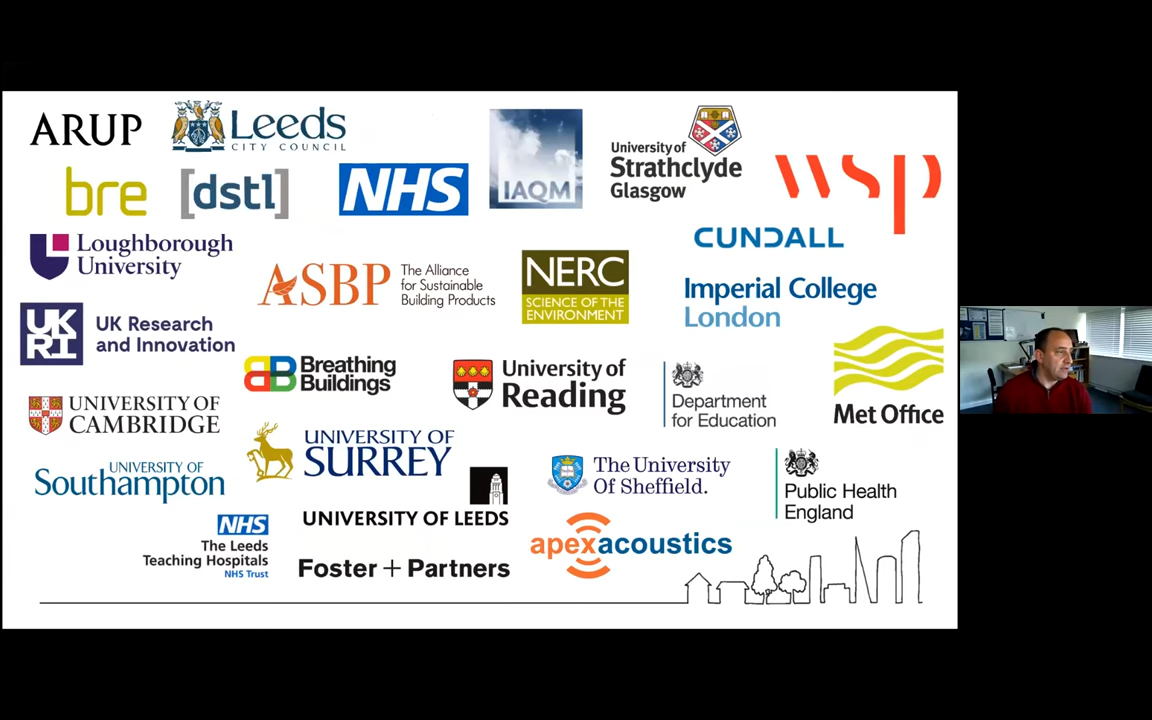 ARUP
Leeds
CITY COUNCIL
bre
[dstl]
NHS
IAQM
University of
Strathclyde
Glasgow
wsp
CUNDALL
Loughborough
University
ASBP
The Alliance
for Sustainable
Building Products
NERC
SCIENCE OF THE
ENVIRONMENT
Imperial College
London
UK
RI
UK Research
and Innovation
BB
Breathing
Buildings
University of
Reading
Department
for Education
Met Office
UNIVERSITY OF
CAMBRIDGE
UNIVERSITY OF
SURREY
UNIVERSITY OF
Southampton
The University
Of Sheffield.
Public Health
England
UNIVERSITY OF LEEDS
NHS
The Leeds
Teaching Hospitals
NHS Trust
Foster + Partners
apexacoustics